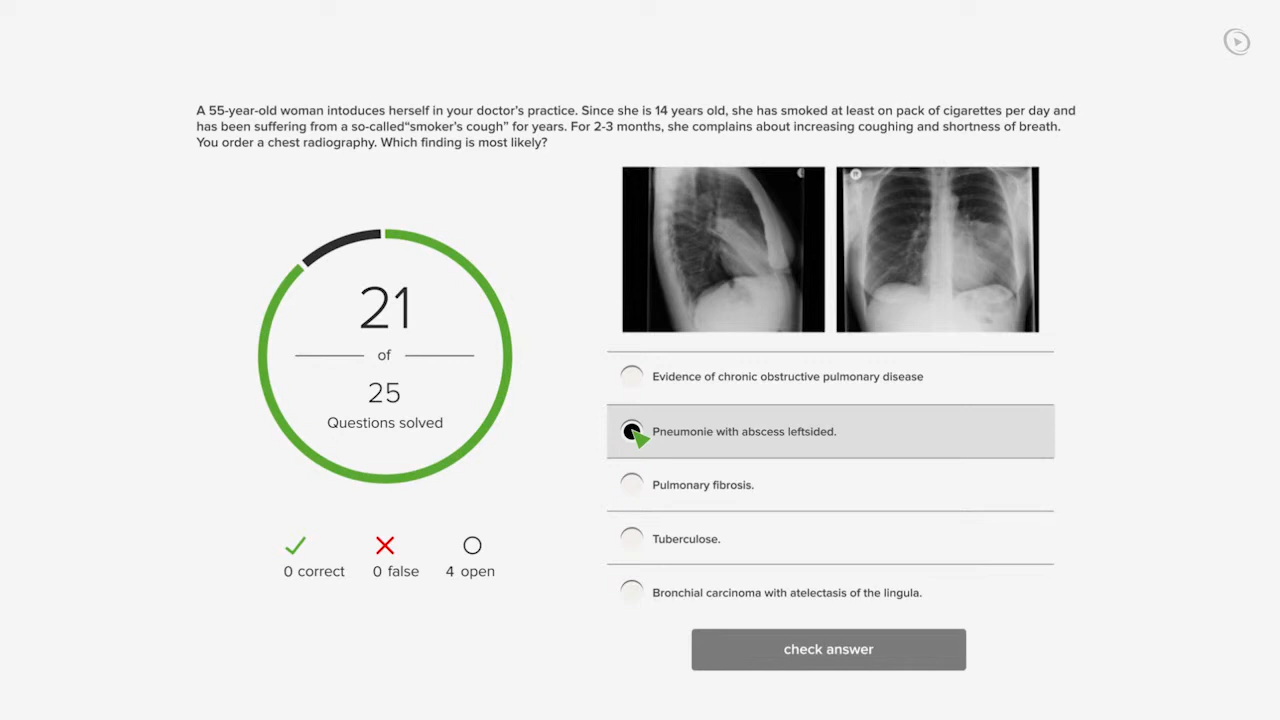 A 55-year-old woman intoduces herself in your doctor's practice. Since she is 14 years old, she has smoked at least on pack of cigarettes per day and
has been suffering from a so-called“smoker's cough” for years. For 2-3 months, she complains about increasing coughing and shortness of breath.
You order a chest radiography. Which finding is most likely?
21
of
25
Questions solved
0 correct
0 false
4 open
Evidence of chronic obstructive pulmonary disease
Pneumonie with abscess leftsided.
Pulmonary fibrosis.
Tuberculose.
Bronchial carcinoma with atelectasis of the lingula.
check answer